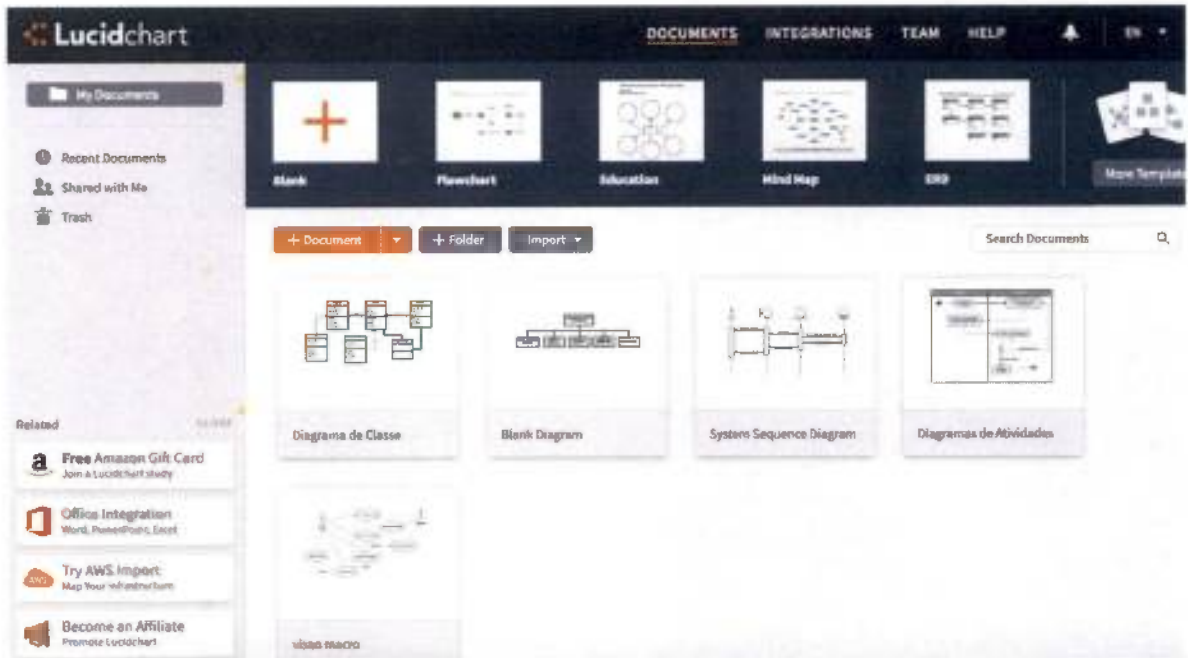 Lucidchart
DOCUMENTS INTEGRATIONS TEAM HELP EN
My Documents
Recent Documents
Shared with Me
Trash
Blank
Flowchart
Education
Mind Map
ERD
More Templates
+ Document
+ Folder
Import
Search Documents
Diagrama de Classe
Blank Diagram
System Sequence Diagram
Diagramas de Atividades
visao macro
Related
a
Free Amazon Gift Card
Join a Lucidchart study
Office Integration
Word, PowerPoint, Excel
AWS
Try AWS Import
Map Your Infrastructure
Become an Affiliate
Promote Lucidchart